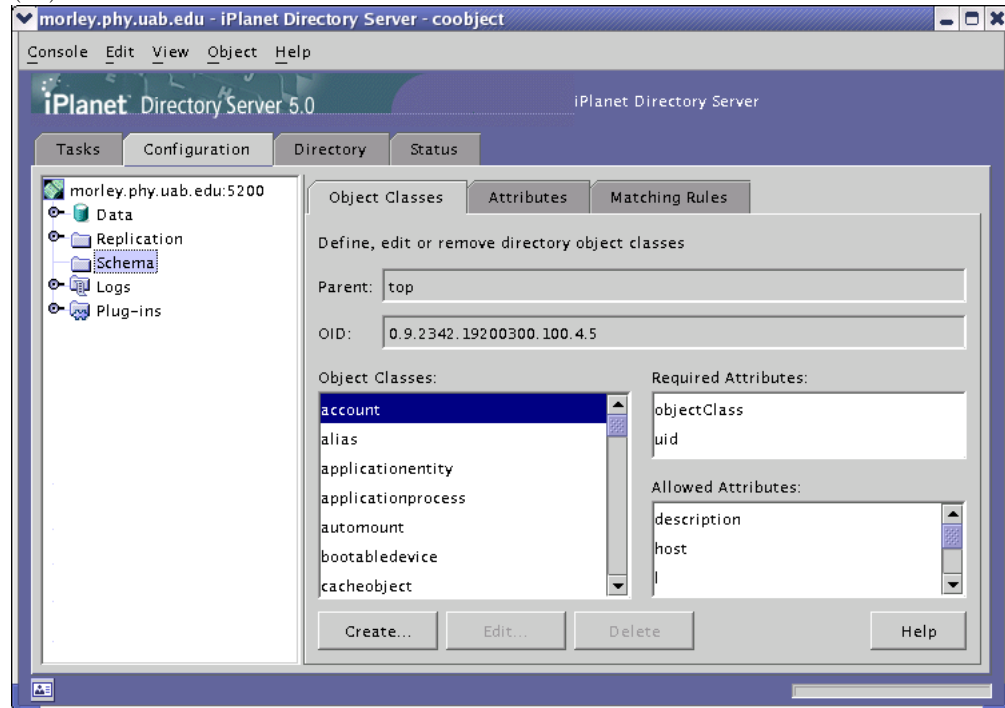 morley.phy.uab.edu - iPlanet Directory Server - coobject
Console Edit View Object Help
iPlanet Directory Server 5.0
iPlanet Directory Server
Tasks Configuration Directory Status
morley.phy.uab.edu:5200
Data
Replication
Schema
Logs
Plug-ins
Object Classes Attributes Matching Rules
Define, edit or remove directory object classes
Parent: top
OID: 0.9.2342.19200300.100.4.5
Object Classes:
account
alias
applicationentity
applicationprocess
automount
bootabledevice
cacheobject
Required Attributes:
objectClass
uid
Allowed Attributes:
description
host
l
Create... Edit... Delete Help